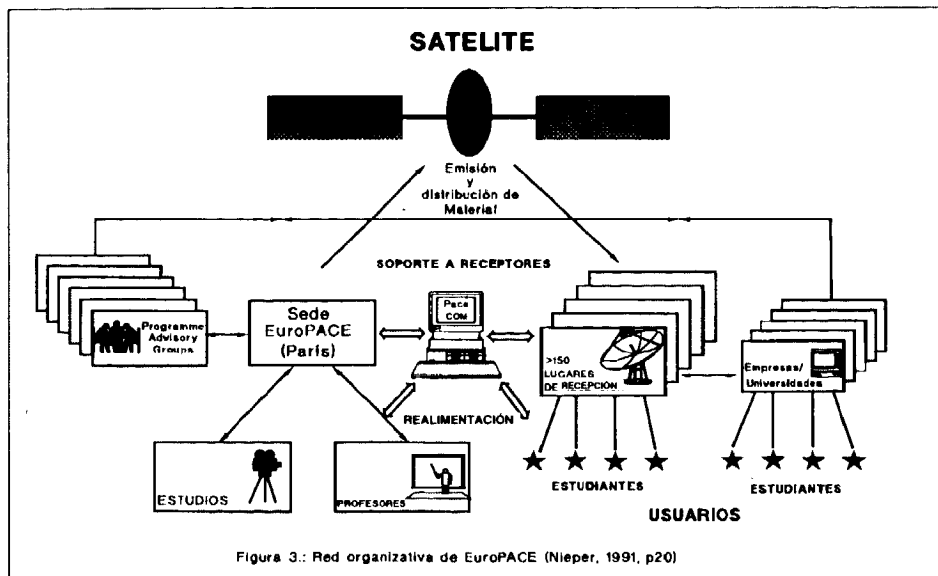 SATELITE
Emisión
y
distribución de
Material
SOPORTE A RECEPTORES
Programme
Advisory
Groups
Sede
EuroPACE
(París)
Pace
COM
>150
LUGARES
DE RECEPCIÓN
Empresas/
Universidades
REALIMENTACIÓN
ESTUDIOS
PROFESORES
ESTUDIANTES
ESTUDIANTES
USUARIOS
Figura 3.: Red organizativa de EuroPACE (Nieper, 1991, p20)